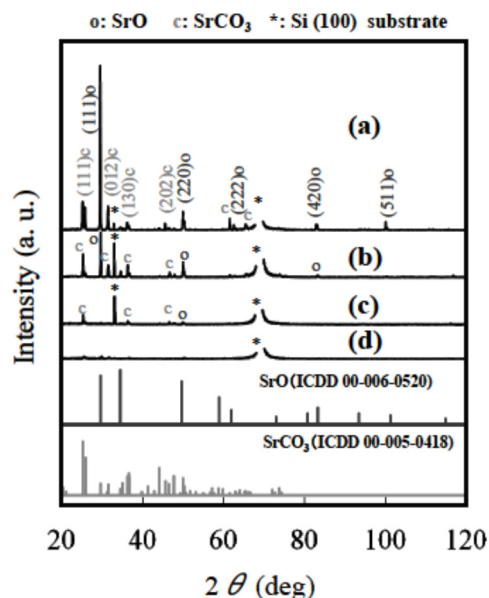 o: SrO c: SrCO₃ *: Si (100) substrate
Intensity (a. u.)
(a)
(111)c
(111)o
(012)c
*
(130)c
(202)c
(220)o
c
(222)o
c
*
(420)o
(511)o
(b)
c
o
c
*
c
c
o
*
o
(c)
c
*
c
c
o
*
(d)
*
SrO(ICDD 00-006-0520)
SrCO₃(ICDD 00-005-0418)
20 40 60 80 100 120
2 θ (deg)